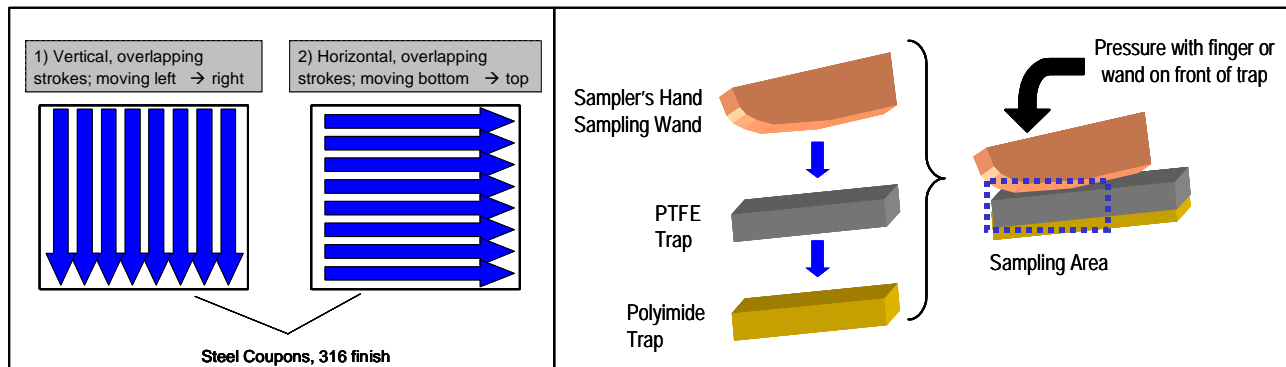 1) Vertical, overlapping
strokes; moving left → right
2) Horizontal, overlapping
strokes; moving bottom → top
Steel Coupons, 316 finish
Sampler's Hand
Sampling Wand
PTFE
Trap
Polyimide
Trap
Pressure with finger or
wand on front of trap
Sampling Area